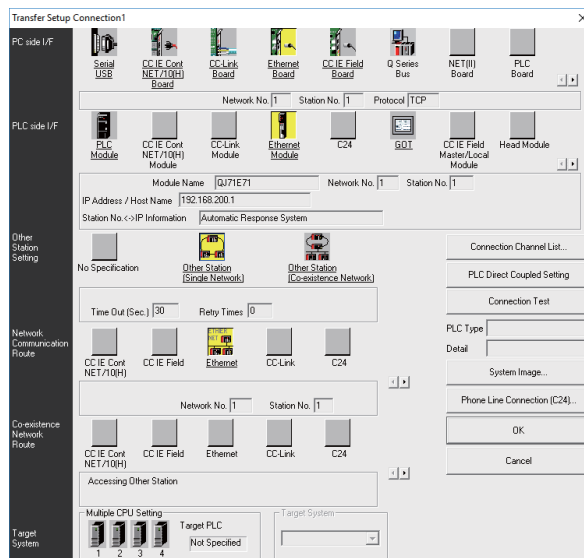 Transfer Setup Connection1
PC side I/F
Serial
USB
CC IE Cont
NET/10(H)
Board
CC-Link
Board
Ethernet
Board
CC IE Field
Board
Q Series
Bus
NET(II)
Board
PLC
Board
Network No. 1 Station No. 1 Protocol TCP
PLC side I/F
PLC
Module
CC IE Cont
NET/10(H)
Module
CC-Link
Module
Ethernet
Module
C24
GOT
CC IE Field
Master/Local
Module
Head Module
Module Name QJ71E71 Network No. 1 Station No. 1
IP Address / Host Name 192.168.200.1
Station No.<->IP Information Automatic Response System
Other
Station
Setting
No Specification
Other Station
(Single Network)
Other Station
(Co-existence Network)
Time Out (Sec.) 30 Retry Times 0
Connection Channel List...
PLC Direct Coupled Setting
Connection Test
PLC Type
Detail
System Image...
Phone Line Connection (C24)...
OK
Cancel
Network
Communication
Route
CC IE Cont
NET/10(H)
CC IE Field
Ethernet
CC-Link
C24
Network No. 1 Station No. 1
Co-existence
Network
Route
CC IE Cont
NET/10(H)
CC IE Field
Ethernet
CC-Link
C24
Accessing Other Station
Target
System
Multiple CPU Setting
1 2 3 4
Target PLC
Not Specified
Target System